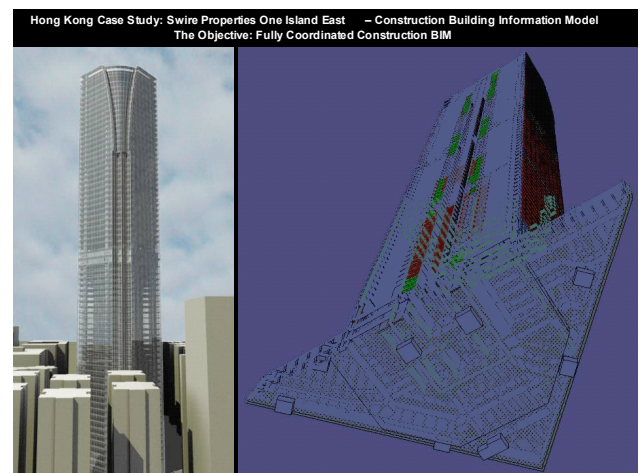 Hong Kong Case Study: Swire Properties One Island East – Construction Building Information Model
The Objective: Fully Coordinated Construction BIM